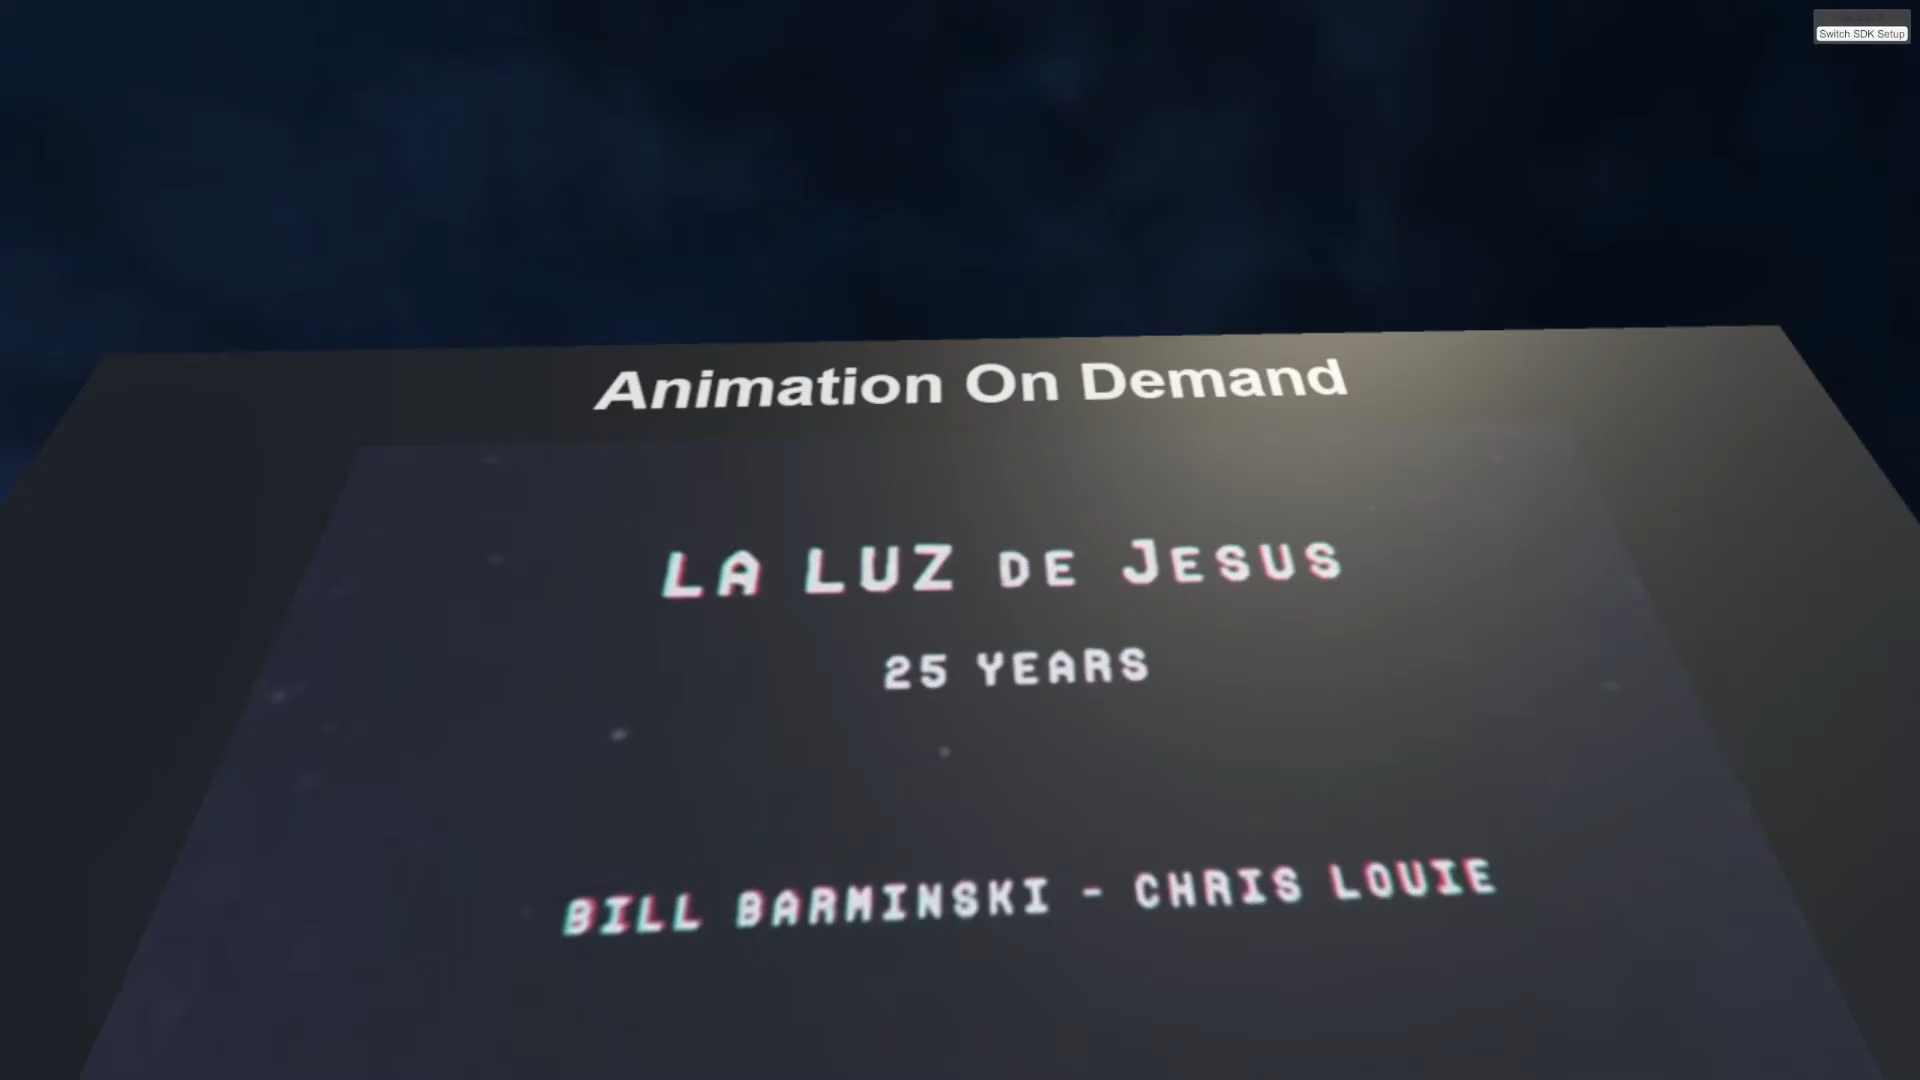 Switch SDK Setup
Animation On Demand
LA LUZ DE JESUS
25 YEARS
BILL BARMINSKI - CHRIS LOUIE